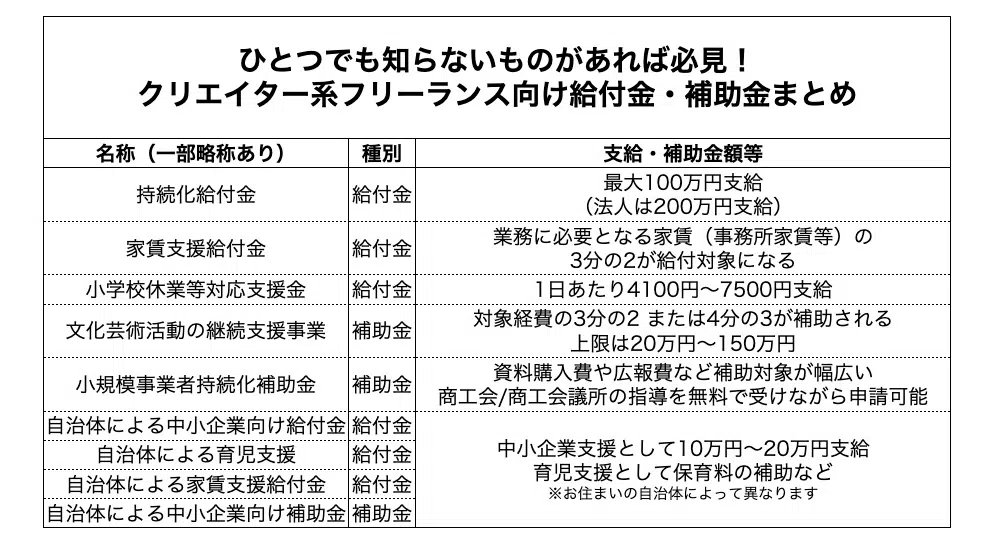 ひとつでも知らないものがあれば必見！
クリエイター系フリーランス向け給付金・補助金まとめ
名称（一部略称あり） 種別 支給・補助金額等
持続化給付金 給付金 最大100万円支給
（法人は200万円支給）
家賃支援給付金 給付金 業務に必要となる家賃（事務所家賃等）の
3分の2が給付対象になる
小学校休業等対応支援金 給付金 1日あたり4100円〜7500円支給
文化芸術活動の継続支援事業 補助金 対象経費の3分の2 または4分の3が補助される
上限は20万円〜150万円
小規模事業者持続化補助金 補助金 資料購入費や広報費など補助対象が幅広い
商工会/商工会議所の指導を無料で受けながら申請可能
自治体による中小企業向け給付金 給付金
自治体による育児支援 給付金
自治体による家賃支援給付金 給付金
自治体による中小企業向け補助金 補助金
中小企業支援として10万円〜20万円支給
育児支援として保育料の補助など
※お住まいの自治体によって異なります